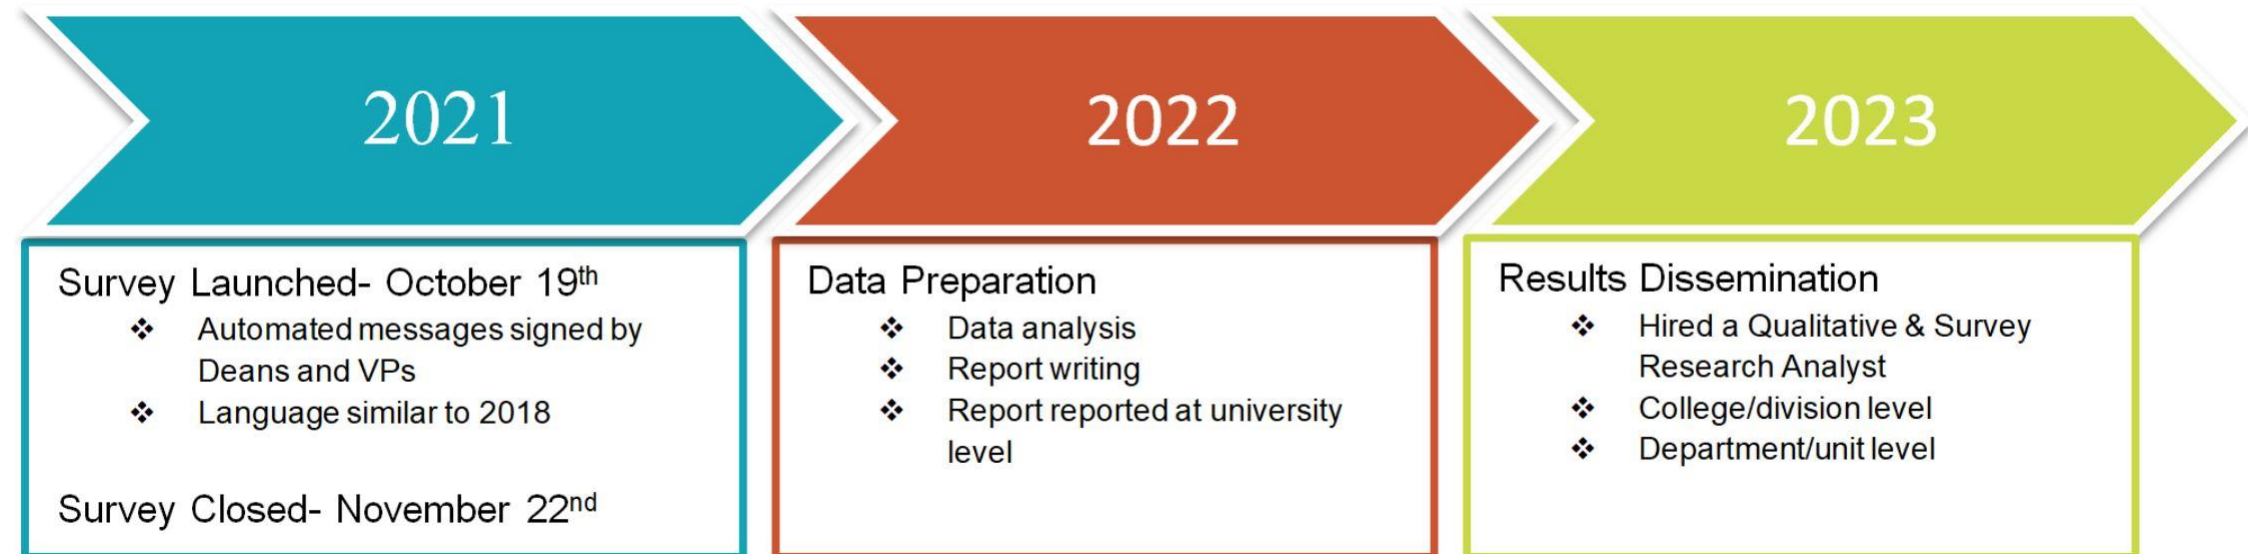 2021
2022
2023
Survey Launched- October 19th
❖ Automated messages signed by
Deans and VPs
❖ Language similar to 2018
Survey Closed- November 22nd
Data Preparation
❖ Data analysis
❖ Report writing
❖ Report reported at university
level
Results Dissemination
❖ Hired a Qualitative & Survey
Research Analyst
❖ College/division level
❖ Department/unit level